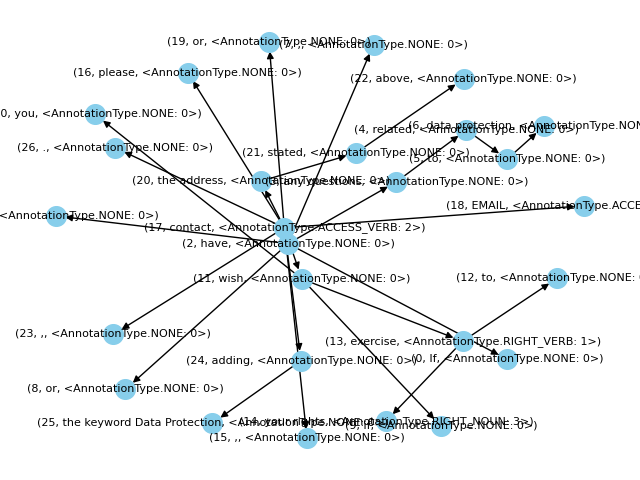 (19, or, <AnnotationType.NONE: 0>)
(7, ,, <AnnotationType.NONE: 0>)
(16, please, <AnnotationType.NONE: 0>)
(22, above, <AnnotationType.NONE: 0>)
0, you, <AnnotationType.NONE: 0>)
(6, data protection, <AnnotationType.NON
(4, related, <AnnotationType.NONE: 0>)
(26, ., <AnnotationType.NONE: 0>)
(21, stated, <AnnotationType.NONE: 0>)
(5, to, <AnnotationType.NONE: 0>)
(20, the address, <AnnotationType.NONE: 0>)
any questions, <AnnotationType.NONE: 0>)
(18, EMAIL, <AnnotationType.ACCE
<AnnotationType.NONE: 0>)
(17, contact, <AnnotationType.ACCESS_VERB: 2>)
(2, have, <AnnotationType.NONE: 0>)
(11, wish, <AnnotationType.NONE: 0>)
(12, to, <AnnotationType.NONE: 0>)
(23, ,, <AnnotationType.NONE: 0>)
(13, exercise, <AnnotationType.RIGHT_VERB: 1>)
(24, adding, <AnnotationType.NONE: 0>)
(0, If, <AnnotationType.NONE: 0>)
(8, or, <AnnotationType.NONE: 0>)
(25, the keyword Data Protection, <AnnotationType.NONE: 0>)
(14, your rights, <AnnotationType.RIGHT_NOUN: 3>)
(9, if, <AnnotationType.NONE: 0>)
(15, ,, <AnnotationType.NONE: 0>)